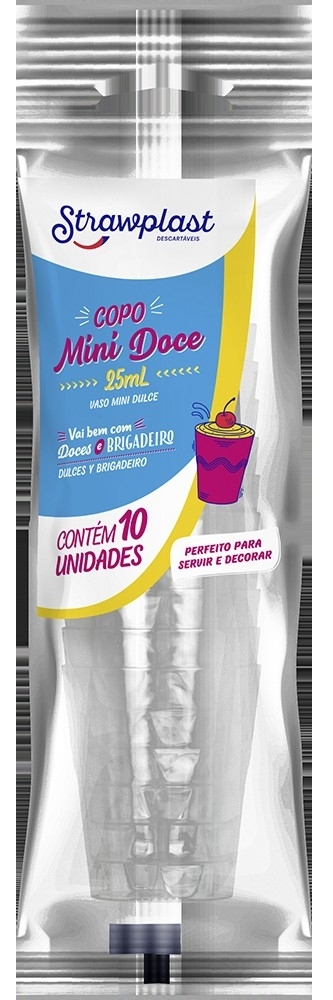 Strawplast
DESCARTÁVEIS
COPO
Mini Doce
>>>>>> 25mL <<<<<<
VASO MINI DULCE
Vai bem com
Doces e BRIGADEIRO
DULCES Y BRIGADEIRO
CONTÉM 10
UNIDADES
PERFEITO PARA
SERVIR E DECORAR